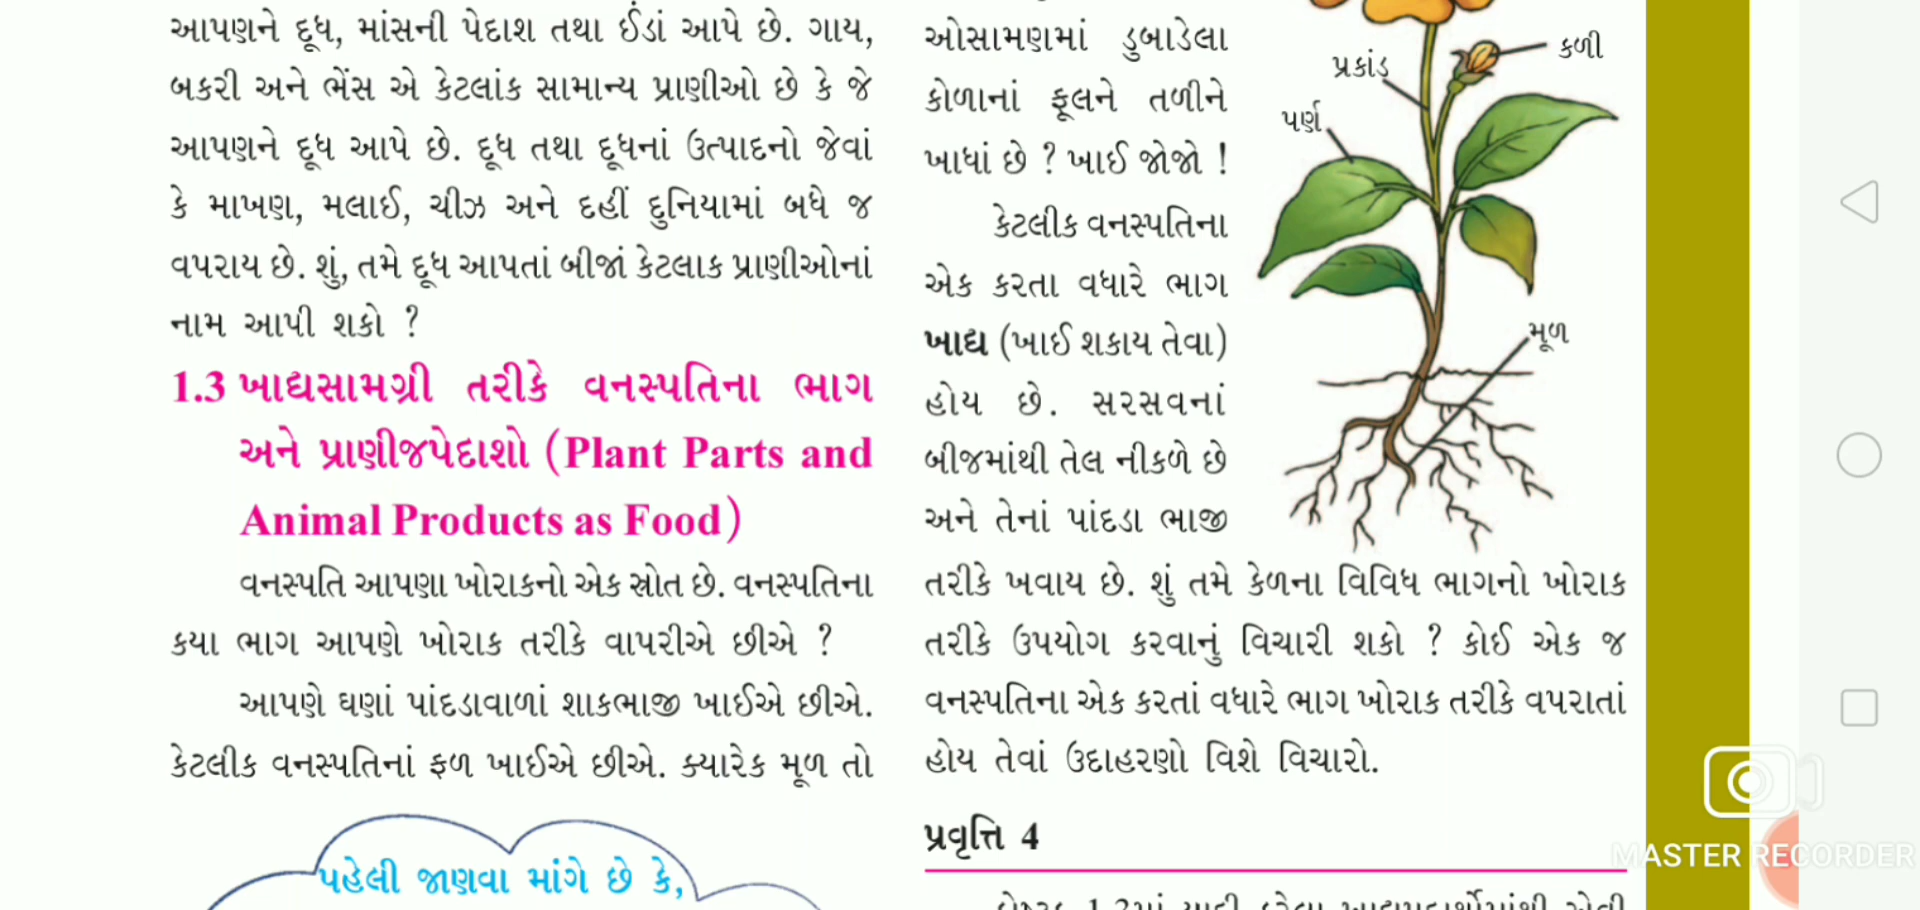 આપણને દૂધ, માંસની પેદાશ તથા ઈંડાં આપે છે. ગાય,
બકરી અને ભેંસ એ કેટલાંક સામાન્ય પ્રાણીઓ છે કે જે
આપણને દૂધ આપે છે. દૂધ તથા દૂધનાં ઉત્પાદનો જેવાં
કે માખણ, મલાઈ, ચીઝ અને દહીં દુનિયામાં બધે જ
વપરાય છે. શું, તમે દૂધ આપતાં બીજાં કેટલાક પ્રાણીઓનાં
નામ આપી શકો ?
1.3 ખાદ્યસામગ્રી તરીકે વનસ્પતિના ભાગ
અને પ્રાણીજપેદાશો (Plant Parts and
Animal Products as Food)
વનસ્પતિ આપણા ખોરાકનો એક સ્રોત છે. વનસ્પતિના
કયા ભાગ આપણે ખોરાક તરીકે વાપરીએ છીએ ?
આપણે ઘણાં પાંદડાવાળાં શાકભાજી ખાઈએ છીએ.
કેટલીક વનસ્પતિનાં ફળ ખાઈએ છીએ. ક્યારેક મૂળ તો
પહેલી જાણવા માંગે છે કે,
ઓસામણમાં ડુબાડેલા
કોળાનાં ફૂલને તળીને
ખાધાં છે ? ખાઈ જોજો !
કેટલીક વનસ્પતિના
એક કરતા વધારે ભાગ
ખાદ્ય (ખાઈ શકાય તેવા)
હોય છે. સરસવનાં
બીજમાંથી તેલ નીકળે છે
અને તેનાં પાંદડા ભાજી
તરીકે ખવાય છે. શું તમે કેળના વિવિધ ભાગનો ખોરાક
તરીકે ઉપયોગ કરવાનું વિચારી શકો ? કોઈ એક જ
વનસ્પતિના એક કરતાં વધારે ભાગ ખોરાક તરીકે વપરાતાં
હોય તેવાં ઉદાહરણો વિશે વિચારો.
પ્રવૃત્તિ 4
કળી
પ્રકાંડ
પર્ણ
મૂળ
MASTER RECORDER